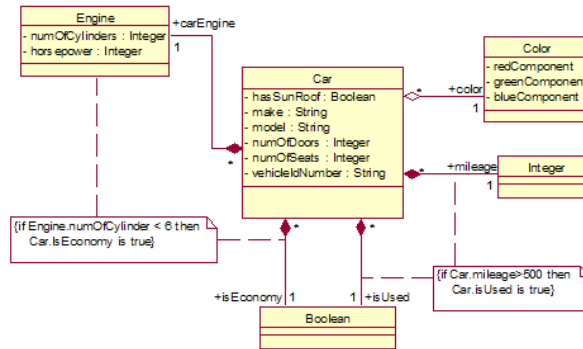 Engine
- numOfCylinders : Integer
- horsepower : Integer
+carEngine
1
*
Car
- hasSunRoof : Boolean
- make : String
- model : String
- numOfDoors : Integer
- numOfSeats : Integer
- vehicleIdNumber : String
*
+color
1
Color
- redComponent
- greenComponent
- blueComponent
*
+mileage
1
Integer
{if Engine.numOfCylinder < 6 then
Car.IsEconomy is true}
*
*
{if Car.mileage>500 then
Car.isUsed is true}
+isEconomy
1
1
+isUsed
Boolean